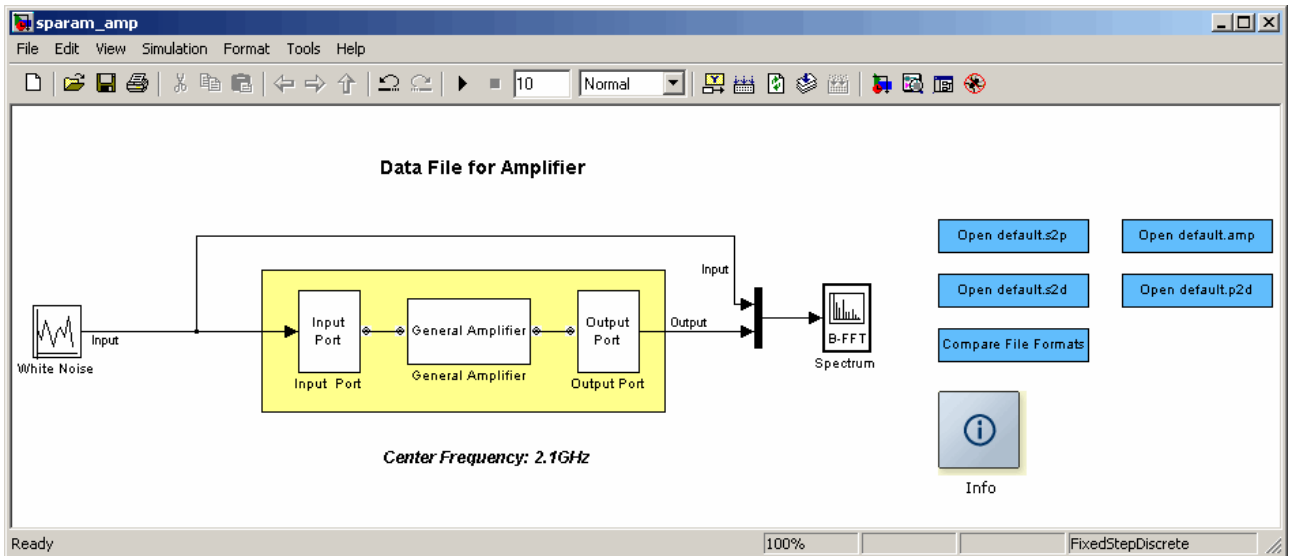 sparam_amp
File Edit View Simulation Format Tools Help
10 Normal
Data File for Amplifier
Open default.s2p Open default.amp
Input
Open default.s2d Open default.p2d
Input Port General Amplifier Output Port
Input
Output
B-FFT
Compare File Formats
White Noise
Input Port
General Amplifier
Output Port
Spectrum
Center Frequency: 2.1GHz
Info
Ready 100% FixedStepDiscrete